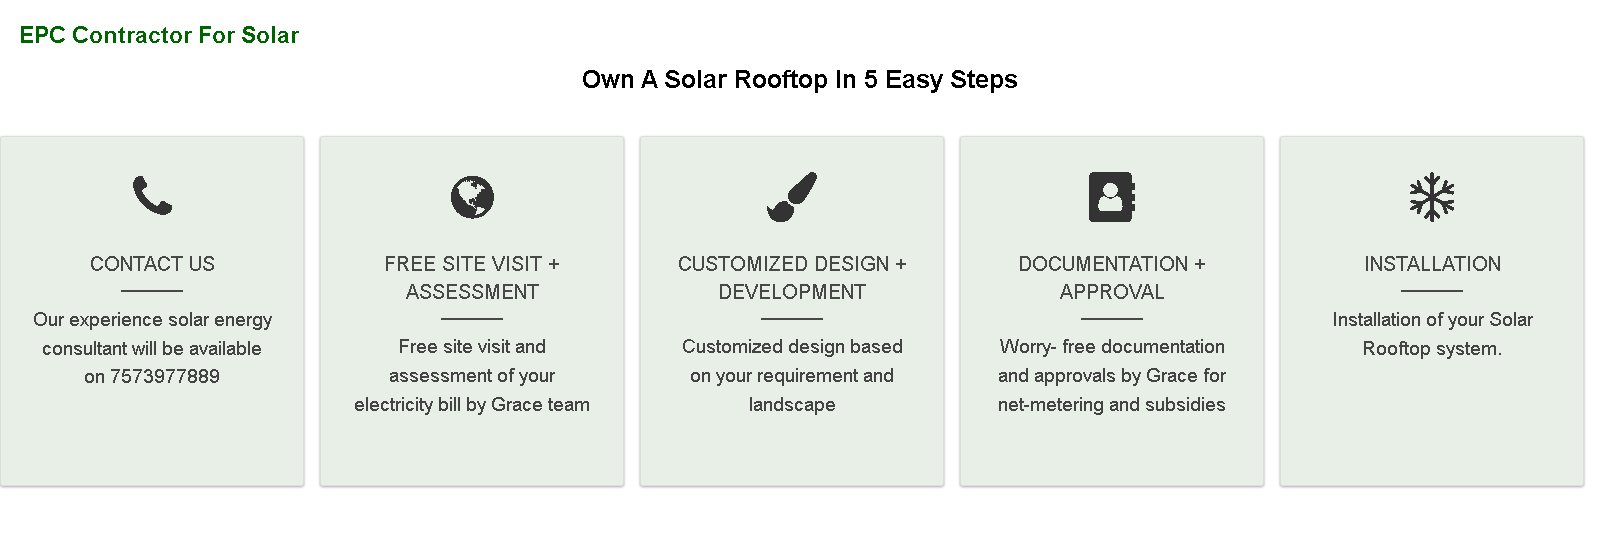 EPC Contractor For Solar
Own A Solar Rooftop In 5 Easy Steps
CONTACT US
Our experience solar energy
consultant will be available
on 7573977889
FREE SITE VISIT +
ASSESSMENT
Free site visit and
assessment of your
electricity bill by Grace team
CUSTOMIZED DESIGN +
DEVELOPMENT
Customized design based
on your requirement and
landscape
DOCUMENTATION +
APPROVAL
Worry- free documentation
and approvals by Grace for
net-metering and subsidies
INSTALLATION
Installation of your Solar
Rooftop system.